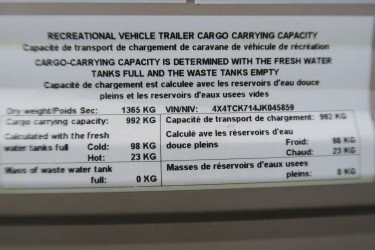 RECREATIONAL VEHICLE TRAILER CARGO CARRYING CAPACITY
Capacité de transport de chargement de caravane de véhicule de récréation
CARGO-CARRYING CAPACITY IS DETERMINED WITH THE FRESH WATER
TANKS FULL AND THE WASTE TANKS EMPTY
Capacité de chargement est calculée avec les réservoirs d'eau douce
pleins et les réservoirs d'eaux usees vides
Dry weight/Poids Sec: 1365 KG VIN/NIV: 4X4TCK714JK045859
Cargo carrying capacity: 992 KG
Calculated with the fresh
water tanks full Cold: 98 KG
Hot: 23 KG
Mass of waste water tank
full: 0 KG
Capacité de transport de chargement: 992 KG
Calculé ave les réservoirs d'eau
douce pleins Froid: 98 KG
Chaud: 23 KG
Masses de réservoirs d'eaux usees
pleins: 0 KG